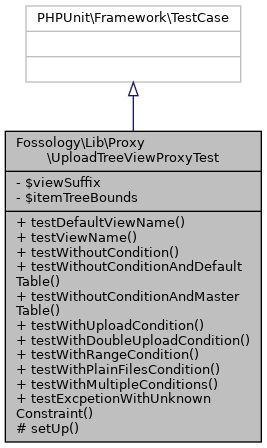 PHPUnit\Framework\TestCase
Fossology\Lib\Proxy
\UploadTreeViewProxyTest
- $viewSuffix
- $itemTreeBounds
+ testDefaultViewName()
+ testViewName()
+ testWithoutCondition()
+ testWithoutConditionAndDefault
Table()
+ testWithoutConditionAndMaster
Table()
+ testWithUploadCondition()
+ testWithDoubleUploadCondition()
+ testWithRangeCondition()
+ testWithPlainFilesCondition()
+ testWithMultipleConditions()
+ testExcpetionWithUnknown
Constraint()
# setUp()